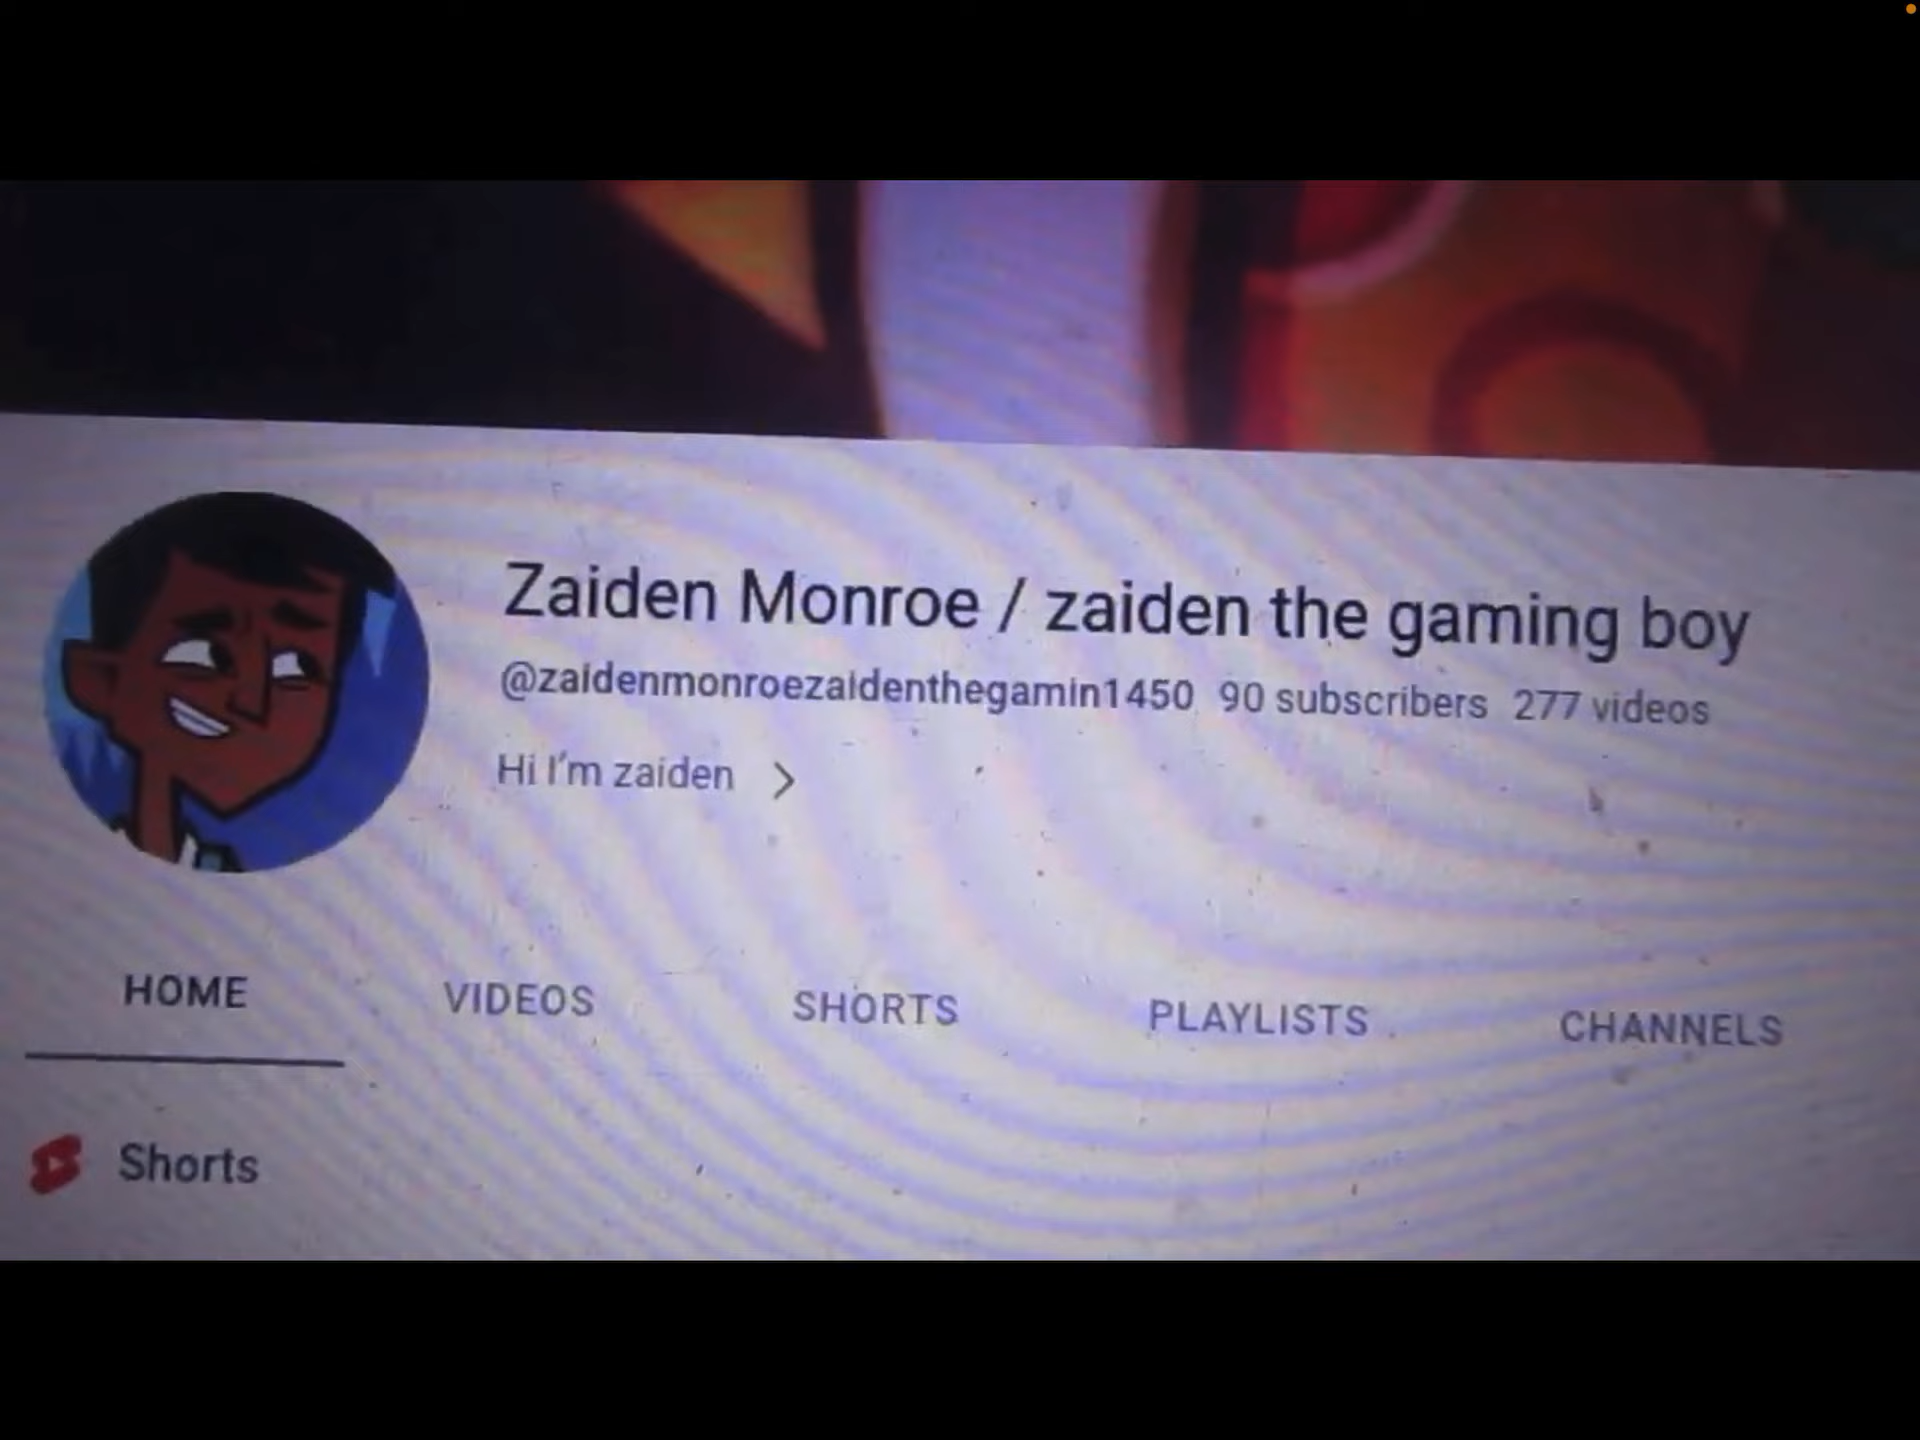 Zaiden Monroe / zaiden the gaming boy
@zaidenmonroezaidenthegamin1450 90 subscribers 277 videos
Hi I'm zaiden >
HOME VIDEOS SHORTS PLAYLISTS CHANNELS
Shorts